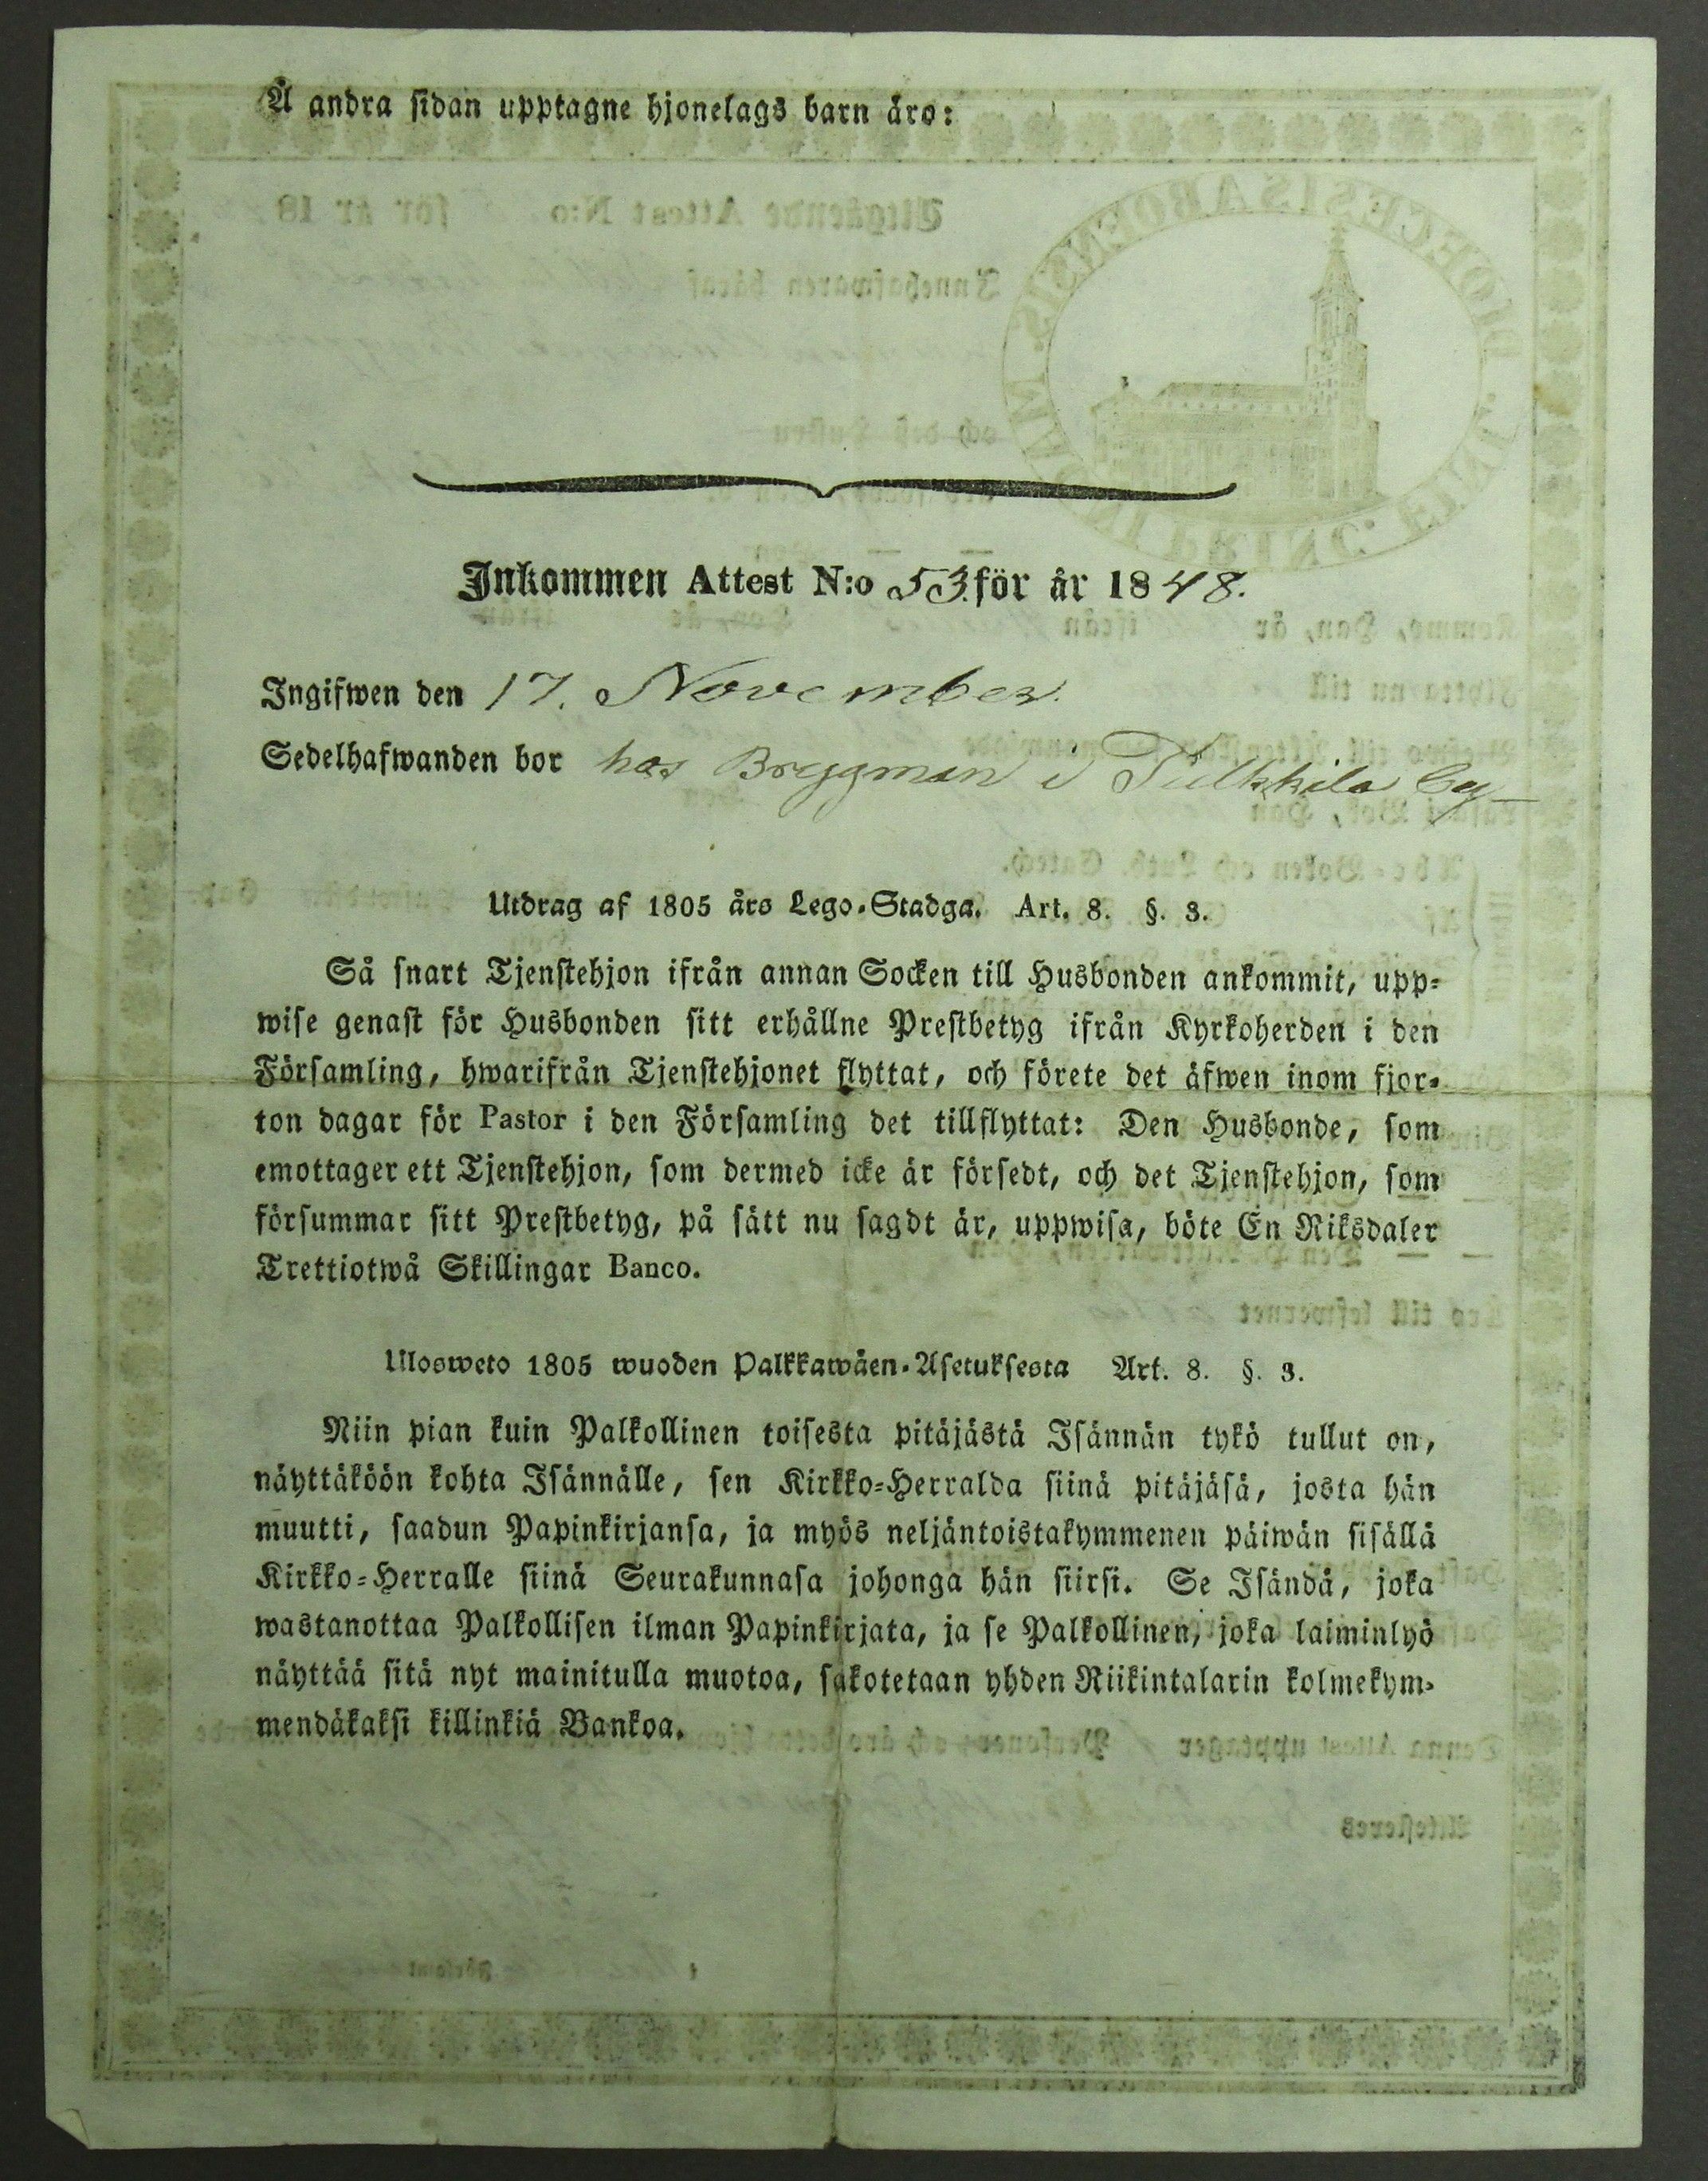 Å andra sidan upptagne hjonelags barn äro:
Inkommen Attest N:o 53. för år 1848.
Ingifwen den 17. November.
Sedelhafwanden bor hos Bryggman i Tulkkila by
Utdrag af 1805 års Lego-Stadga. Art. 8. §. 3.
Så snart Tjenstehjon ifrån annan Socken till Husbonden ankommit, upp-
wise genast för Husbonden sitt erhållne Prestbetyg ifrån Kyrkoherden i den
Församling, hwarifrån Tjenstehjonet flyttat, och förete det äfwen inom fjor-
ton dagar för Pastor i den Församling det tillflyttat: Den Husbonde, som
emottager ett Tjenstehjon, som dermed icke är försedt, och det Tjenstehjon, som
försummar sitt Prestbetyg, på sätt nu sagdt är, uppwisa, böte En Riksdaler
Trettiotwå Skillingar Banco.
Ulosweto 1805 wuoden Palkkawäen-Asetuksesta Art. 8. §. 3.
Niin pian kuin Palkollinen toisesta pitäjästä Isännän tykö tullut on,
näyttäköön kohta Isännälle, sen Kirkko-Herralda siinä pitäjäsä, josta hän
muutti, saadun Papinkirjansa, ja myös neljäntoistakymmenen päiwän sisällä
Kirkko-Herralle siinä Seurakunnasa johonga hän siirsi. Se Isändä, joka
wastanottaa Palkollisen ilman Papinkirjata, ja se Palkollinen, joka laiminlyö
näyttää sitä nyt mainitulla muotoa, sakotetaan yhden Riikintalarin kolmekym-
mendäkaksi killinkiä Bankoa.